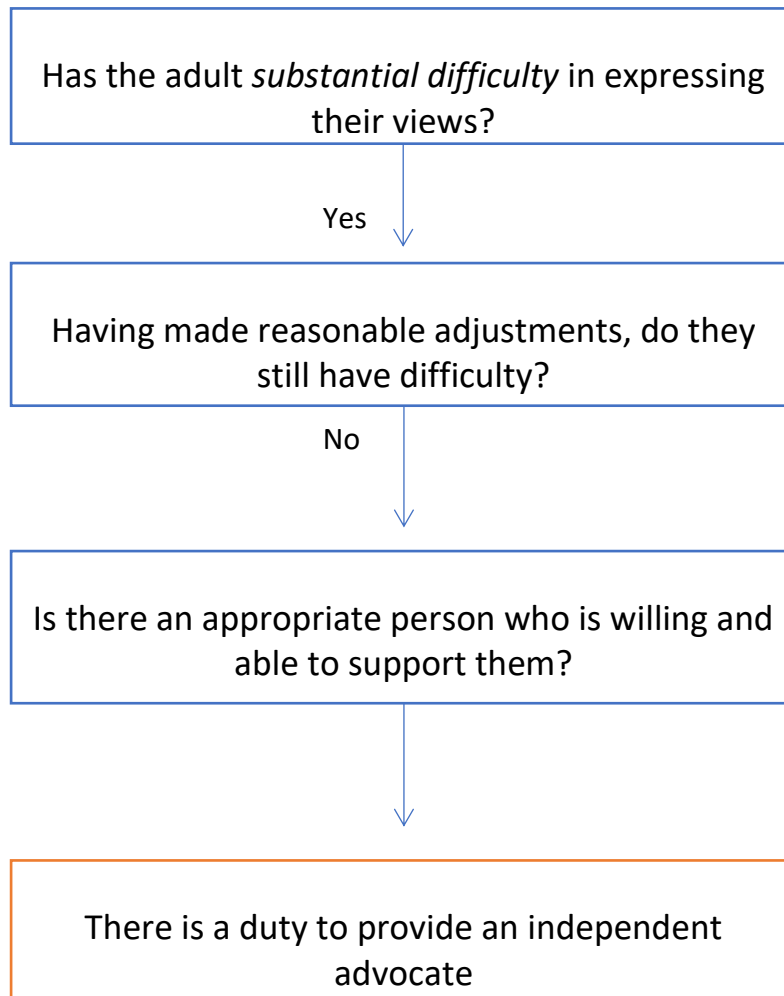 Has the adult substantial difficulty in expressing
their views?
Yes
Having made reasonable adjustments, do they
still have difficulty?
No
Is there an appropriate person who is willing and
able to support them?
There is a duty to provide an independent
advocate